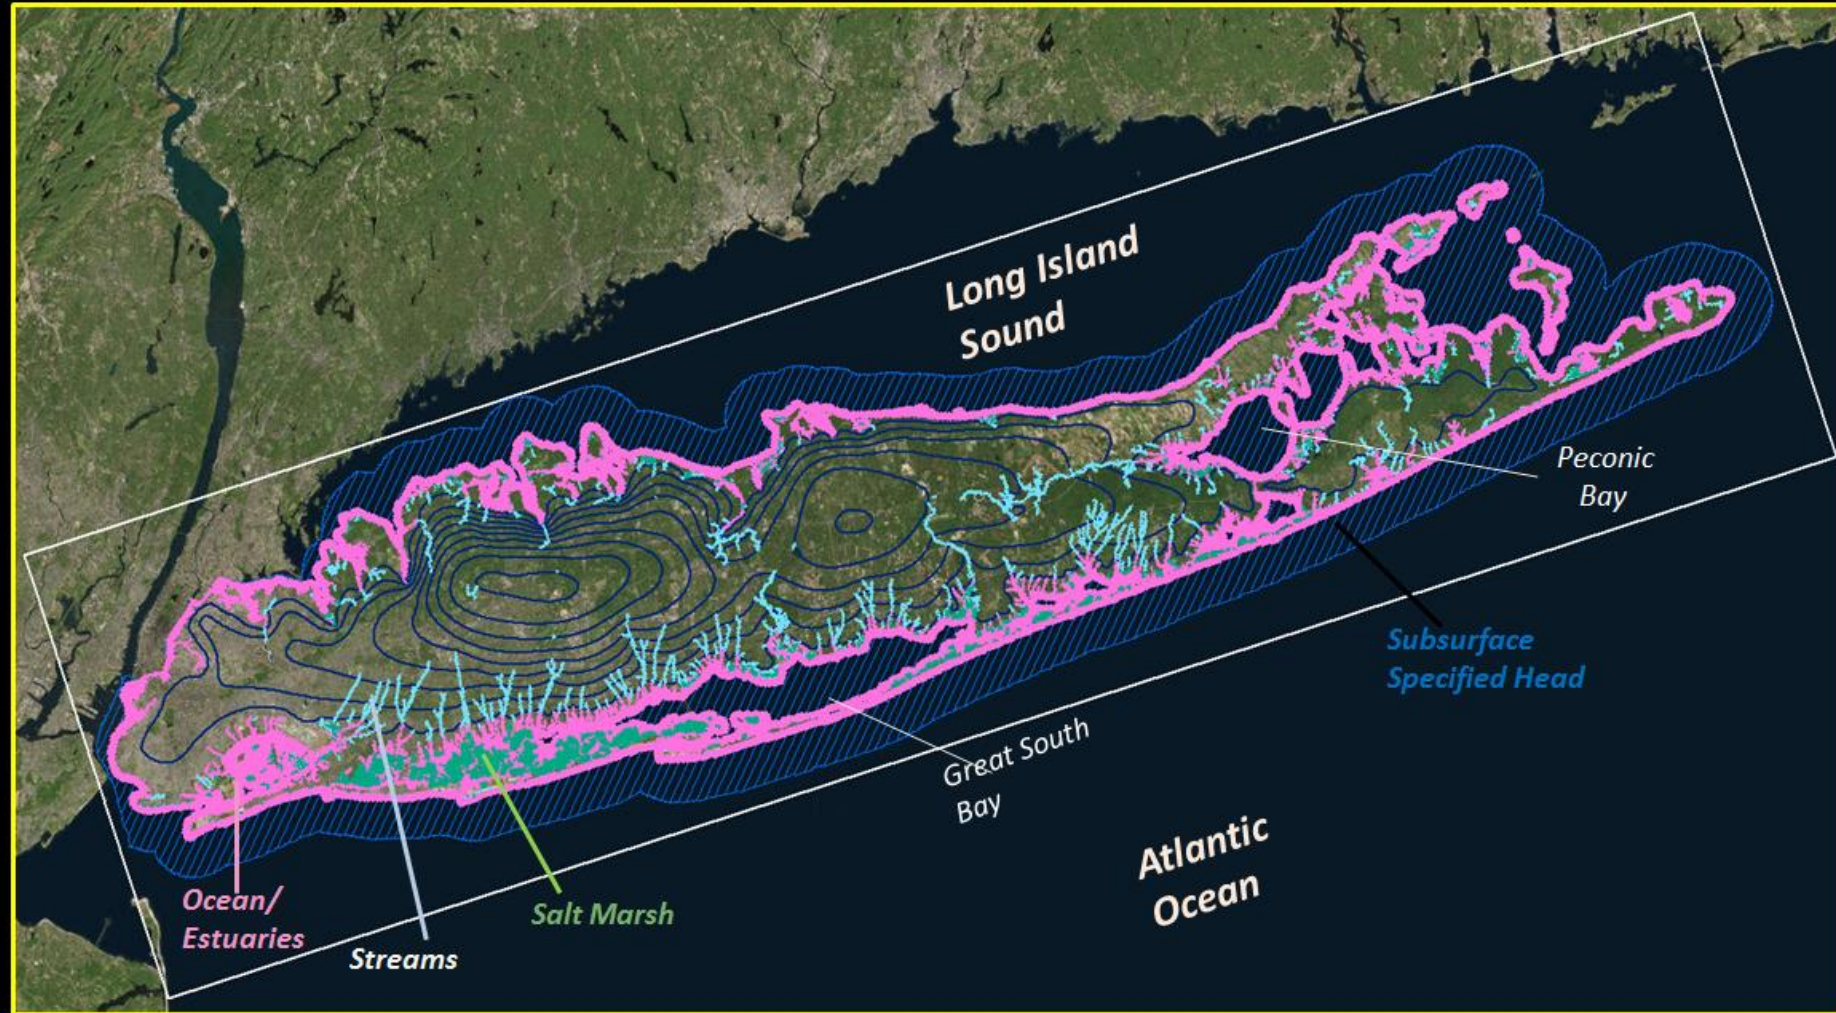 Long Island
Sound
Peconic
Bay
Subsurface
Specified Head
Great South
Bay
Atlantic
Ocean
Ocean/
Estuaries
Salt Marsh
Streams